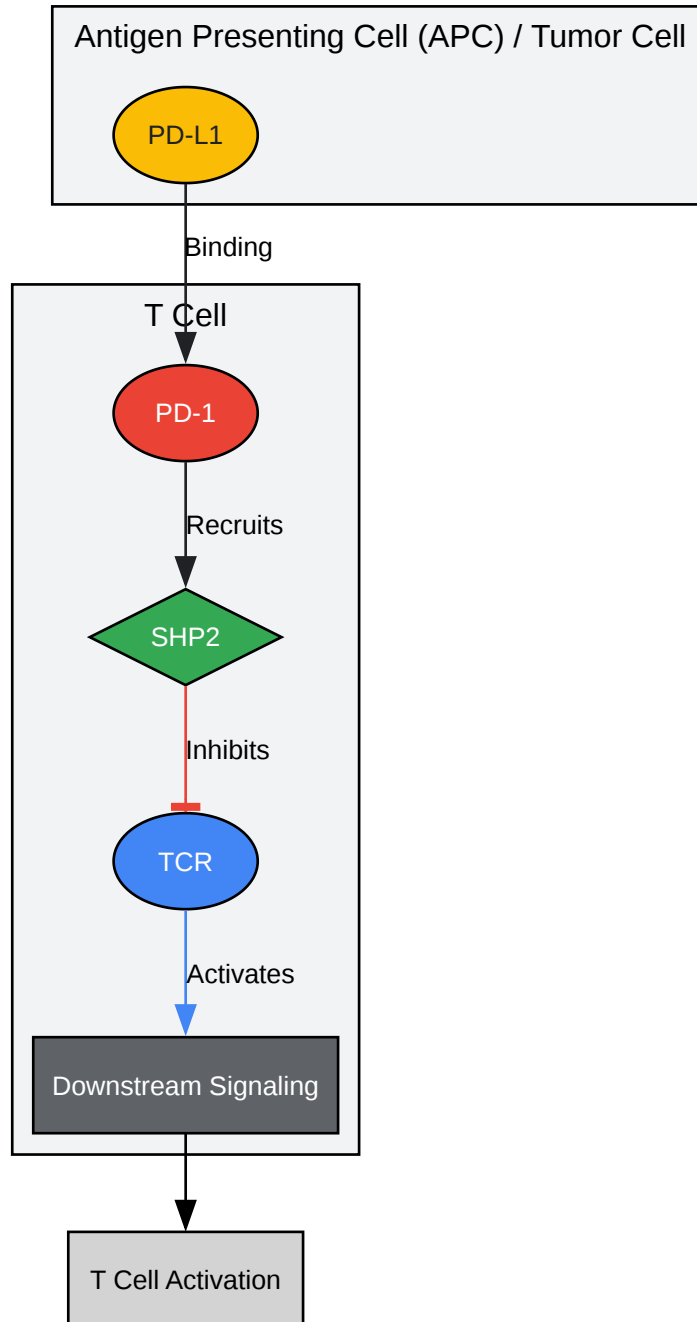 Antigen Presenting Cell (APC) / Tumor Cell
PD-L1
Binding
T Cell
PD-1
Recruits
SHP2
Inhibits
TCR
Activates
Downstream Signaling
T Cell Activation